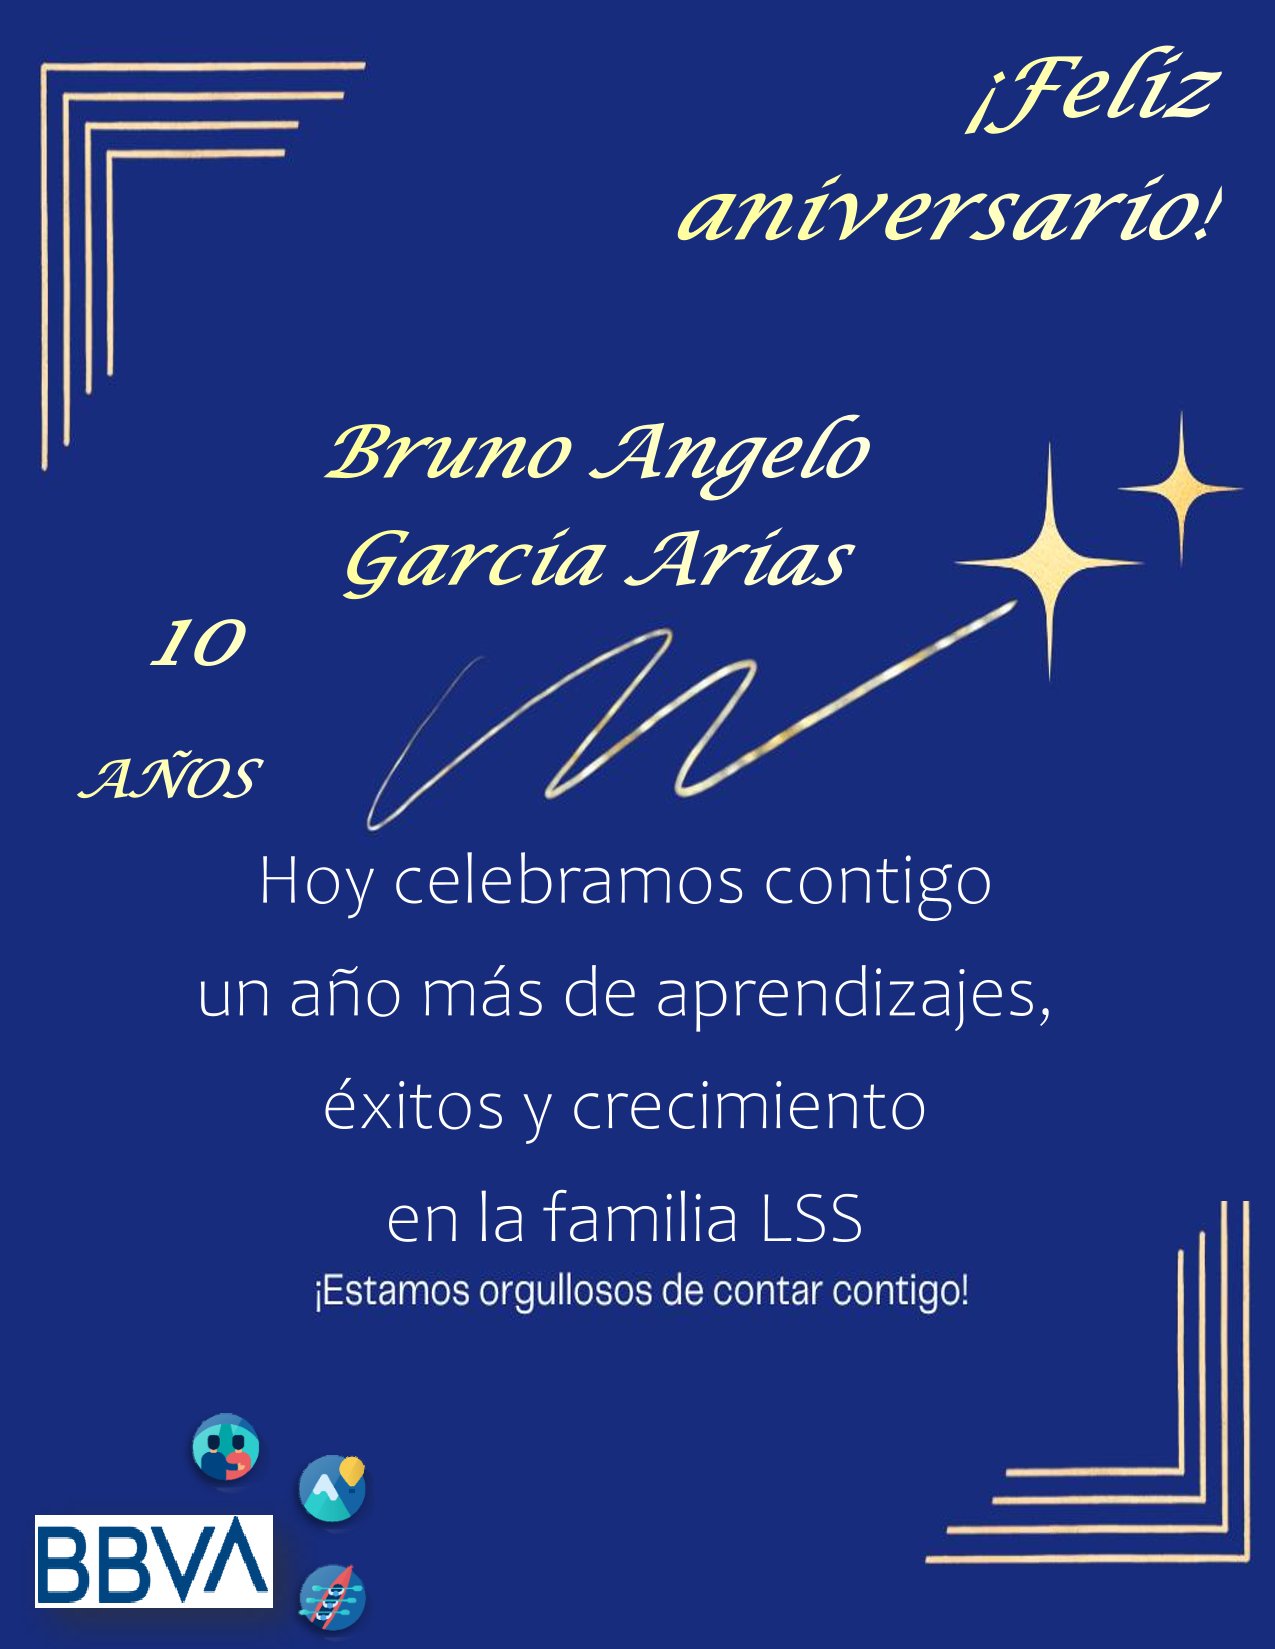 ¡Feliz
aniversario!
Bruno Angelo
García Arias
10
AÑOS
Hoy celebramos contigo
un año más de aprendizajes,
éxitos y crecimiento
en la familia LSS
¡Estamos orgullosos de contar contigo!
BBVA